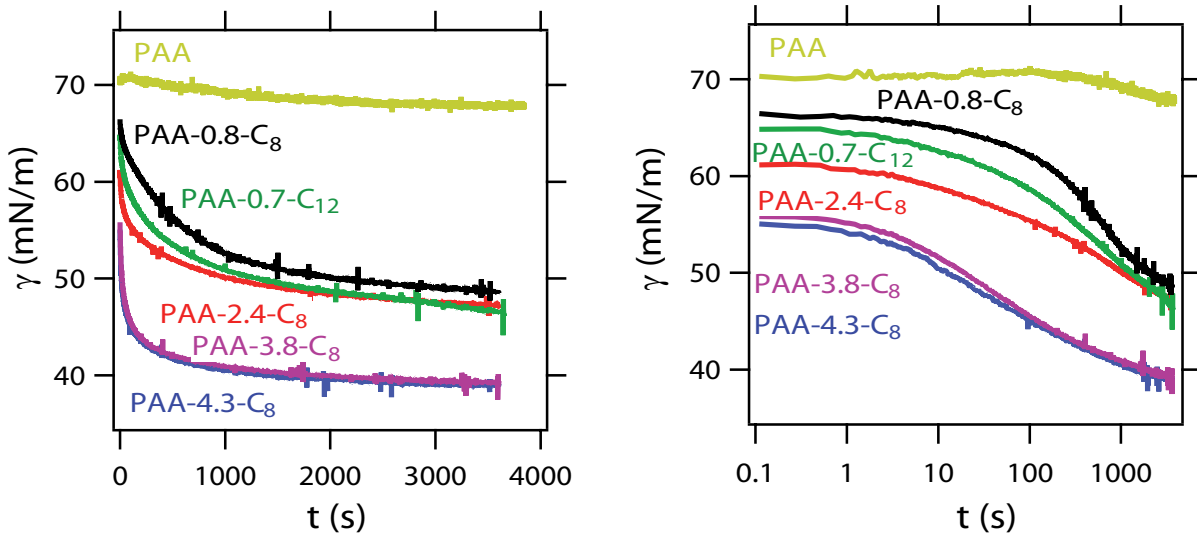 PAA
70
PAA-0.8-C8
60
PAA-0.7-C12
γ (mN/m)
50
PAA-2.4-C8
PAA-3.8-C8
40
PAA-4.3-C8
0
1000
2000
3000
4000
t (s)
PAA
70
PAA-0.8-C8
PAA-0.7-C12
60
PAA-2.4-C8
γ (mN/m)
50
PAA-3.8-C8
PAA-4.3-C8
40
0.1
1
10
100
1000
t (s)